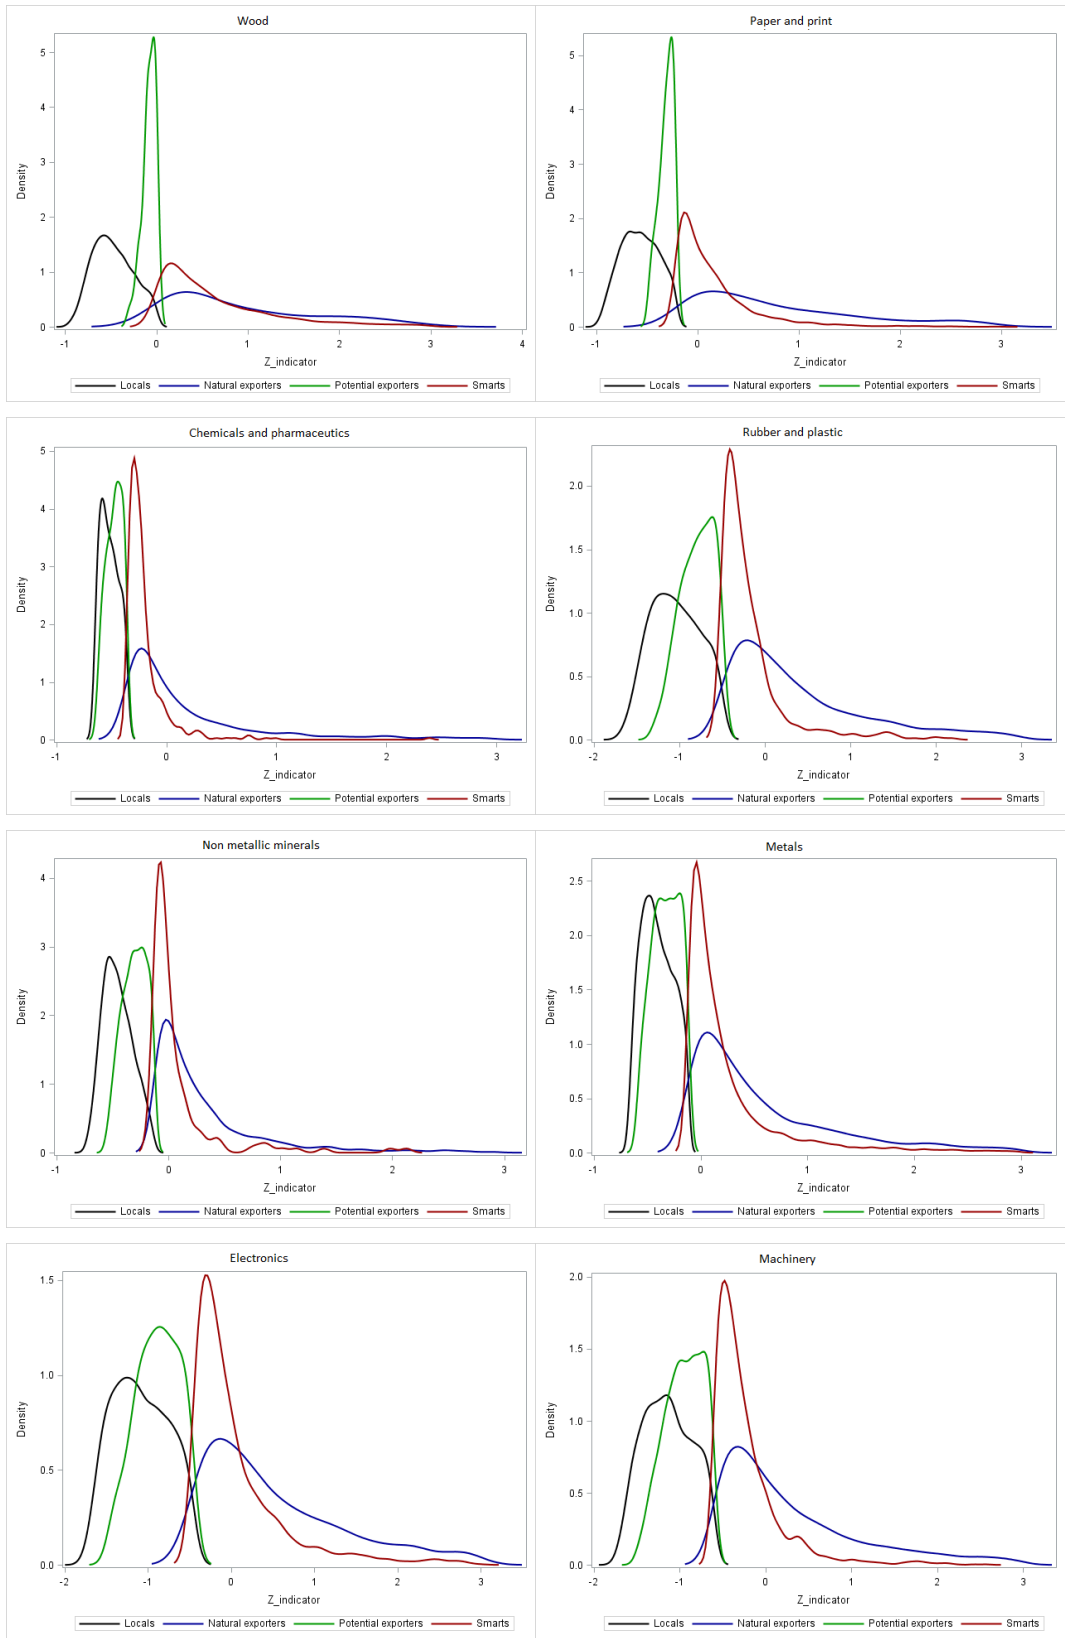 Wood
Density
5
4
3
2
1
0
-1 0 1 2 3 4
Z_indicator
Locals Natural exporters Potential exporters Smarts
Paper and print
Density
5
4
3
2
1
0
-1 0 1 2 3
Z_indicator
Locals Natural exporters Potential exporters Smarts
Chemicals and pharmaceutics
Density
5
4
3
2
1
0
-1 0 1 2 3
Z_indicator
Locals Natural exporters Potential exporters Smarts
Rubber and plastic
Density
2.0
1.5
1.0
0.5
0.0
-2 -1 0 1 2 3
Z_indicator
Locals Natural exporters Potential exporters Smarts
Non metallic minerals
Density
4
3
2
1
0
-1 0 1 2 3
Z_indicator
Locals Natural exporters Potential exporters Smarts
Metals
Density
2.5
2.0
1.5
1.0
0.5
0.0
-1 0 1 2 3
Z_indicator
Locals Natural exporters Potential exporters Smarts
Electronics
Density
1.5
1.0
0.5
0.0
-2 -1 0 1 2 3
Z_indicator
Locals Natural exporters Potential exporters Smarts
Machinery
Density
2.0
1.5
1.0
0.5
0.0
-2 -1 0 1 2 3
Z_indicator
Locals Natural exporters Potential exporters Smarts